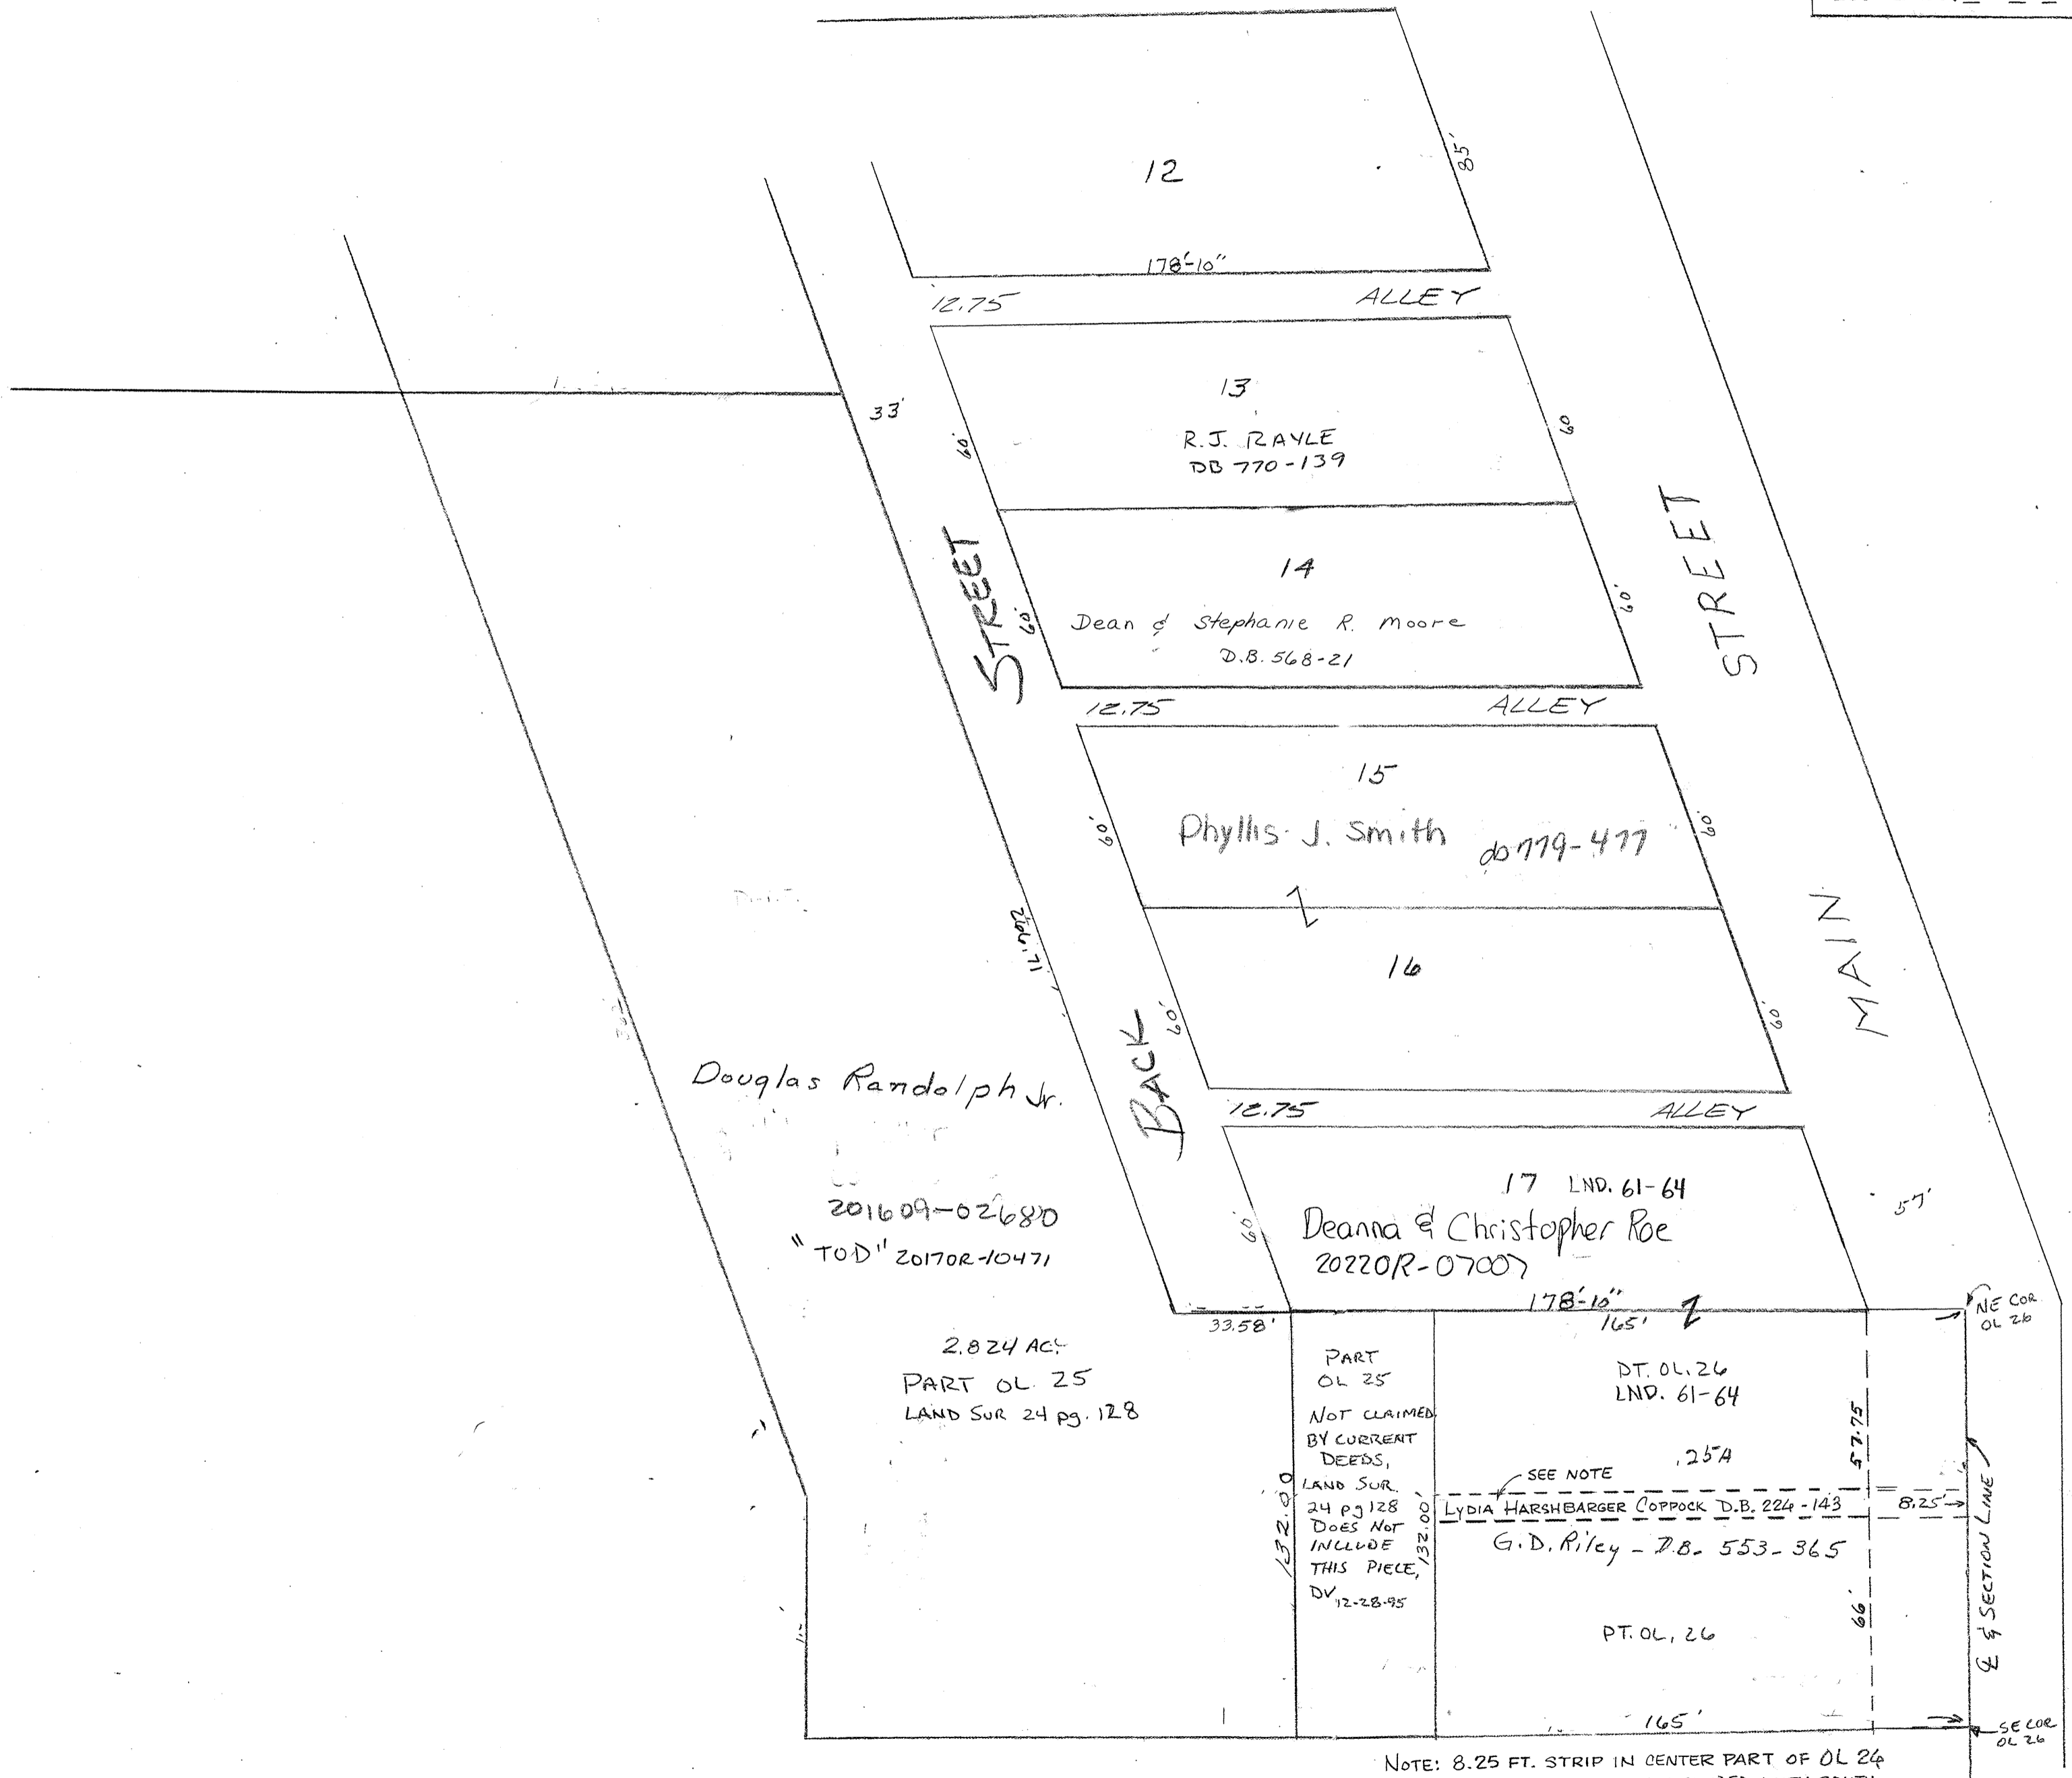 12
85'
178'-10"
12.75
ALLEY
33'
13
60'
60
R.J. RAYLE
DB 770-139
STREET
STREET
14
60'
60'
Dean & Stephanie R. Moore
D.B. 568-21
12.75
ALLEY
15
60'
60'
Phyllis J. Smith
db 779-477
MAIN
16
60'
60'
BACK
Douglas Randolph Jr.
12.75
ALLEY
201609-02680
"TOD" 2017OR-10471
17 LND. 61-64
60'
57'
Deanna & Christopher Roe
2022OR-07007
178'-10"
165'
33.58'
NE COR
OL 26
2.824 AC.
PART OL 25
LAND SUR 24 pg. 128
PART
OL 25
NOT CLAIMED
BY CURRENT
DEEDS,
LAND SUR.
24 pg 128
DOES NOT
INCLUDE
THIS PIECE,
DV 12-28-95
132.00
132.00'
PT. OL. 26
LND. 61-64
.25A
57.75
SEE NOTE
LYDIA HARSHBARGER COPPOCK D.B. 224-143
8.25'
G.D. Riley - D.B. 553-365
66'
PT. OL, 26
℄ & SECTION LINE
165'
SE COR
OL 26
NOTE: 8.25 FT. STRIP IN CENTER PART OF OL 26